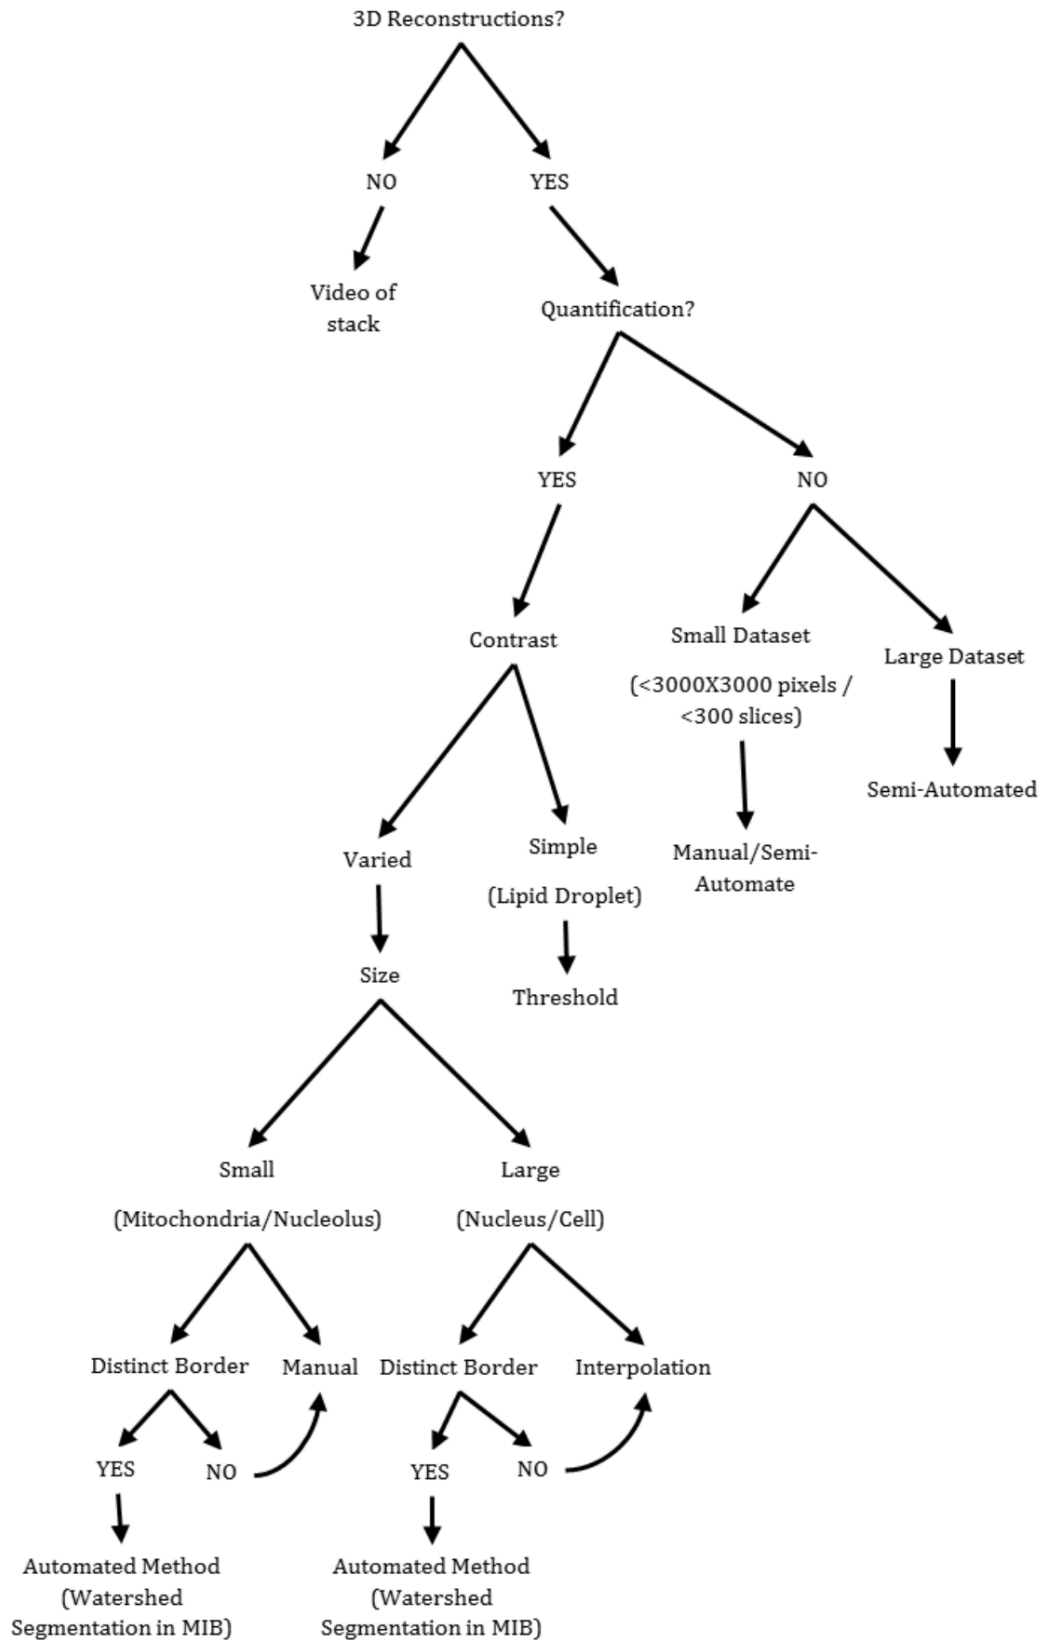 3D Reconstructions?
NO
YES
Video of
stack
Quantification?
YES
NO
Contrast
Small Dataset
(<3000X3000 pixels /
<300 slices)
Large Dataset
Semi-Automated
Manual/Semi-
Automate
Varied
Simple
(Lipid Droplet)
Size
Threshold
Small
(Mitochondria/Nucleolus)
Large
(Nucleus/Cell)
Distinct Border
Manual
Distinct Border
Interpolation
YES
NO
YES
NO
Automated Method
(Watershed
Segmentation in MIB)
Automated Method
(Watershed
Segmentation in MIB)